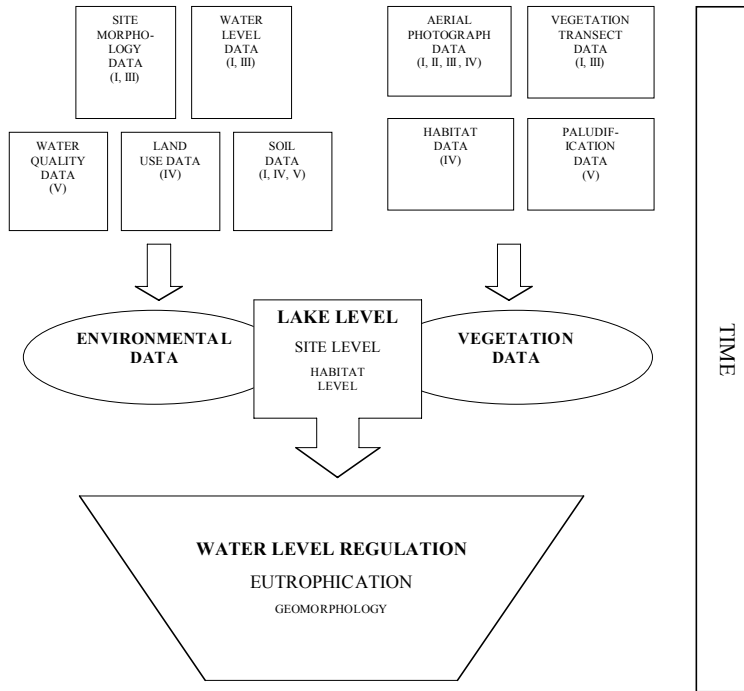 SITE
MORPHO-
LOGY
DATA
(I, III)
WATER
LEVEL
DATA
(I, III)
AERIAL
PHOTOGRAPH
DATA
(I, II, III, IV)
VEGETATION
TRANSECT
DATA
(I, III)
WATER
QUALITY
DATA
(V)
LAND
USE DATA
(IV)
SOIL
DATA
(I, IV, V)
HABITAT
DATA
(IV)
PALUDIF-
ICATION
DATA
(V)
ENVIRONMENTAL
DATA
LAKE LEVEL
SITE LEVEL
HABITAT
LEVEL
VEGETATION
DATA
TIME
WATER LEVEL REGULATION
EUTROPHICATION
GEOMORPHOLOGY